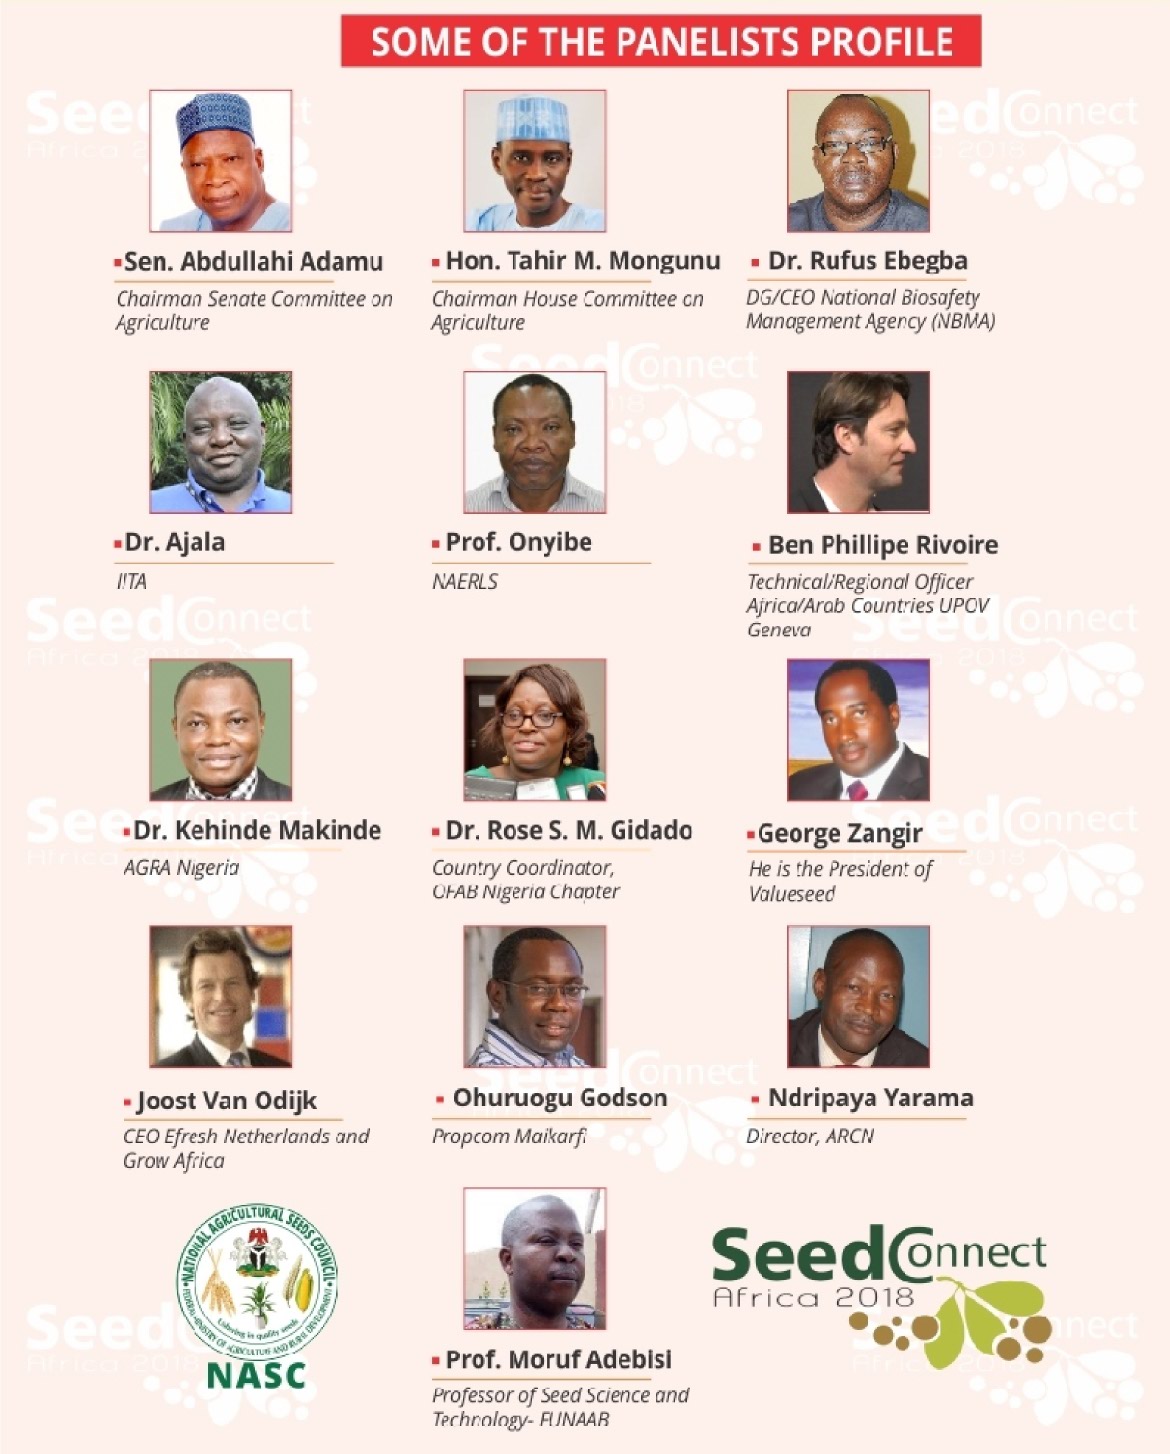 SOME OF THE PANELISTS PROFILE
Sen. Abdullahi Adamu
Chairman Senate Committee on
Agriculture
Hon. Tahir M. Mongunu
Chairman House Committee on
Agriculture
Dr. Rufus Ebegba
DG/CEO National Biosafety
Management Agency (NBMA)
Dr. Ajala
IITA
Prof. Onyibe
NAERLS
Ben Phillipe Rivoire
Technical/Regional Officer
Africa/Arab Countries UPOV
Geneva
Dr. Kehinde Makinde
AGRA Nigeria
Dr. Rose S. M. Gidado
Country Coordinator,
OFAB Nigeria Chapter
George Zangir
He is the President of
Valueseed
Joost Van Odijk
CEO Efresh Netherlands and
Grow Africa
Ohuruogu Godson
Propcom Maikarfi
Ndripaya Yarama
Director, ARCN
NATIONAL AGRICULTURAL SEEDS COUNCIL
Ushering in quality seeds
FEDERAL MINISTRY OF AGRICULTURE AND RURAL DEVELOPMENT
NASC
Prof. Moruf Adebisi
Professor of Seed Science and
Technology- FUNAAB
SeedConnect
Africa 2018